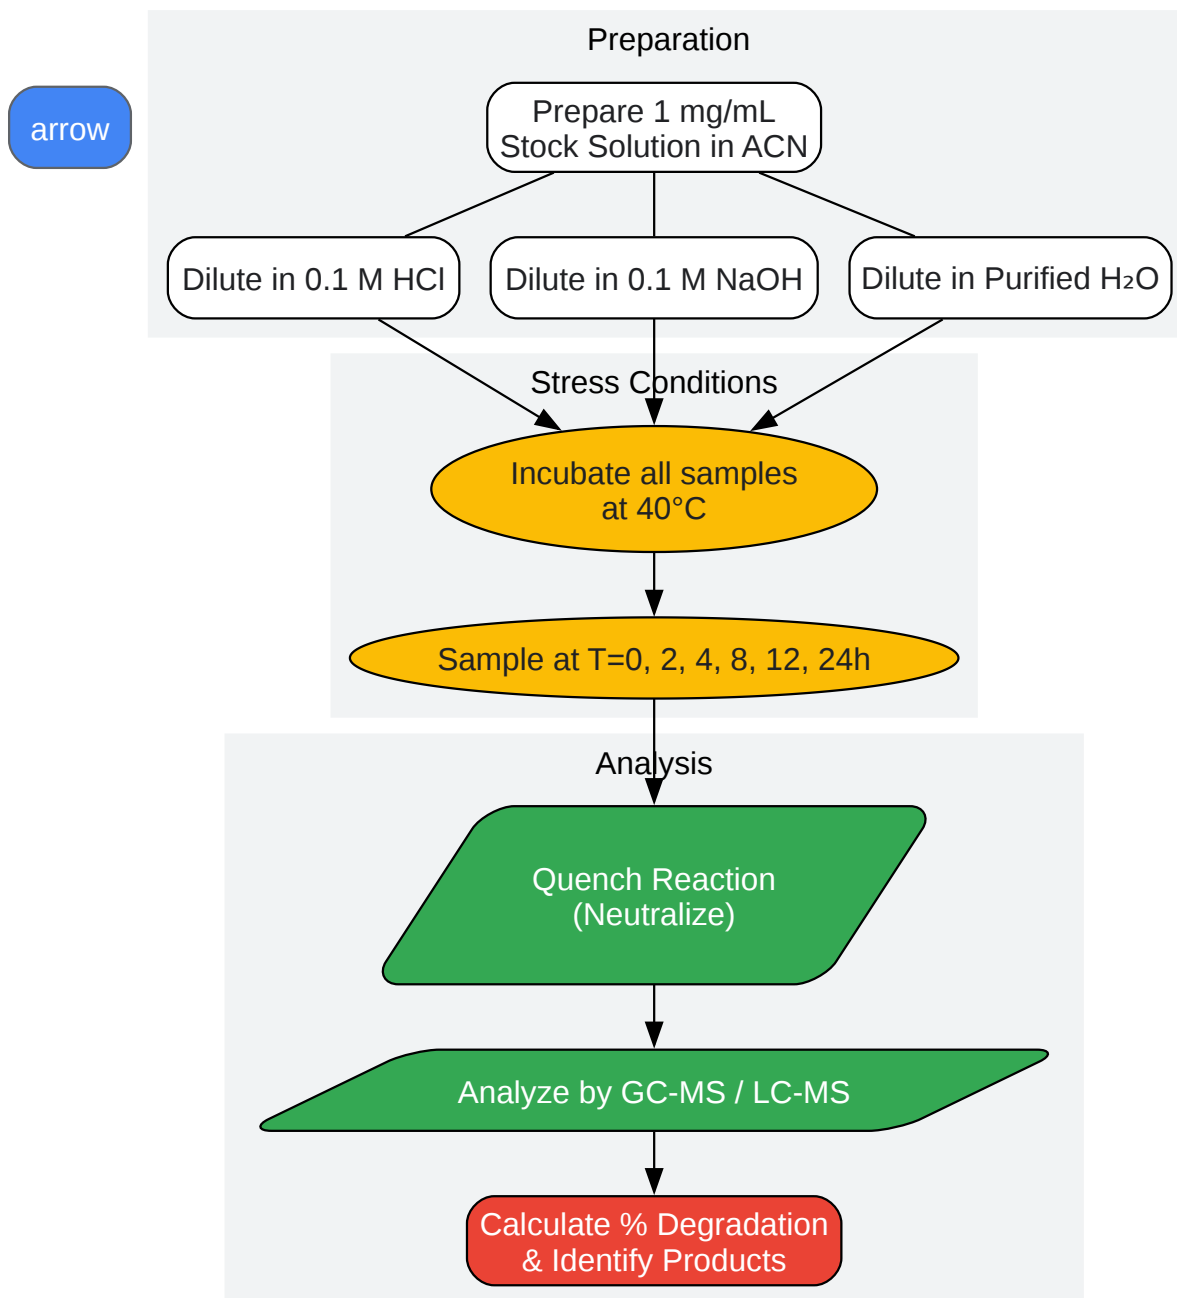 Preparation
arrow
Prepare 1 mg/mL
Stock Solution in ACN
Dilute in 0.1 M HCl
Dilute in 0.1 M NaOH
Dilute in Purified H₂O
Stress Conditions
Incubate all samples
at 40°C
Sample at T=0, 2, 4, 8, 12, 24h
Analysis
Quench Reaction
(Neutralize)
Analyze by GC-MS / LC-MS
Calculate % Degradation
& Identify Products